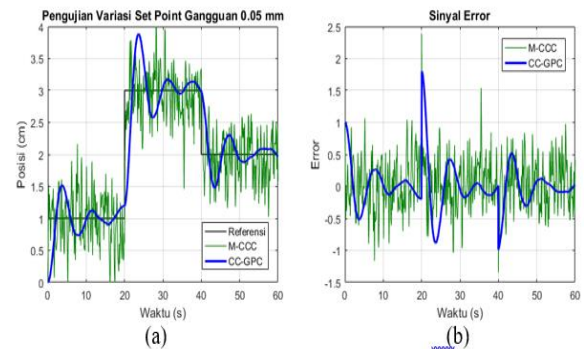 Pengujian Variasi Set Point Gangguan 0.05 mm
Posisi (cm)
4
3.5
3
2.5
2
1.5
1
0.5
0
0
10
20
30
40
50
60
Waktu (s)
Referensi
M-CCC
CC-GPC
(a)
Sinyal Error
Error
2.5
2
1.5
1
0.5
0
-0.5
-1
-1.5
0
10
20
30
40
50
60
Waktu (s)
M-CCC
CC-GPC
(b)